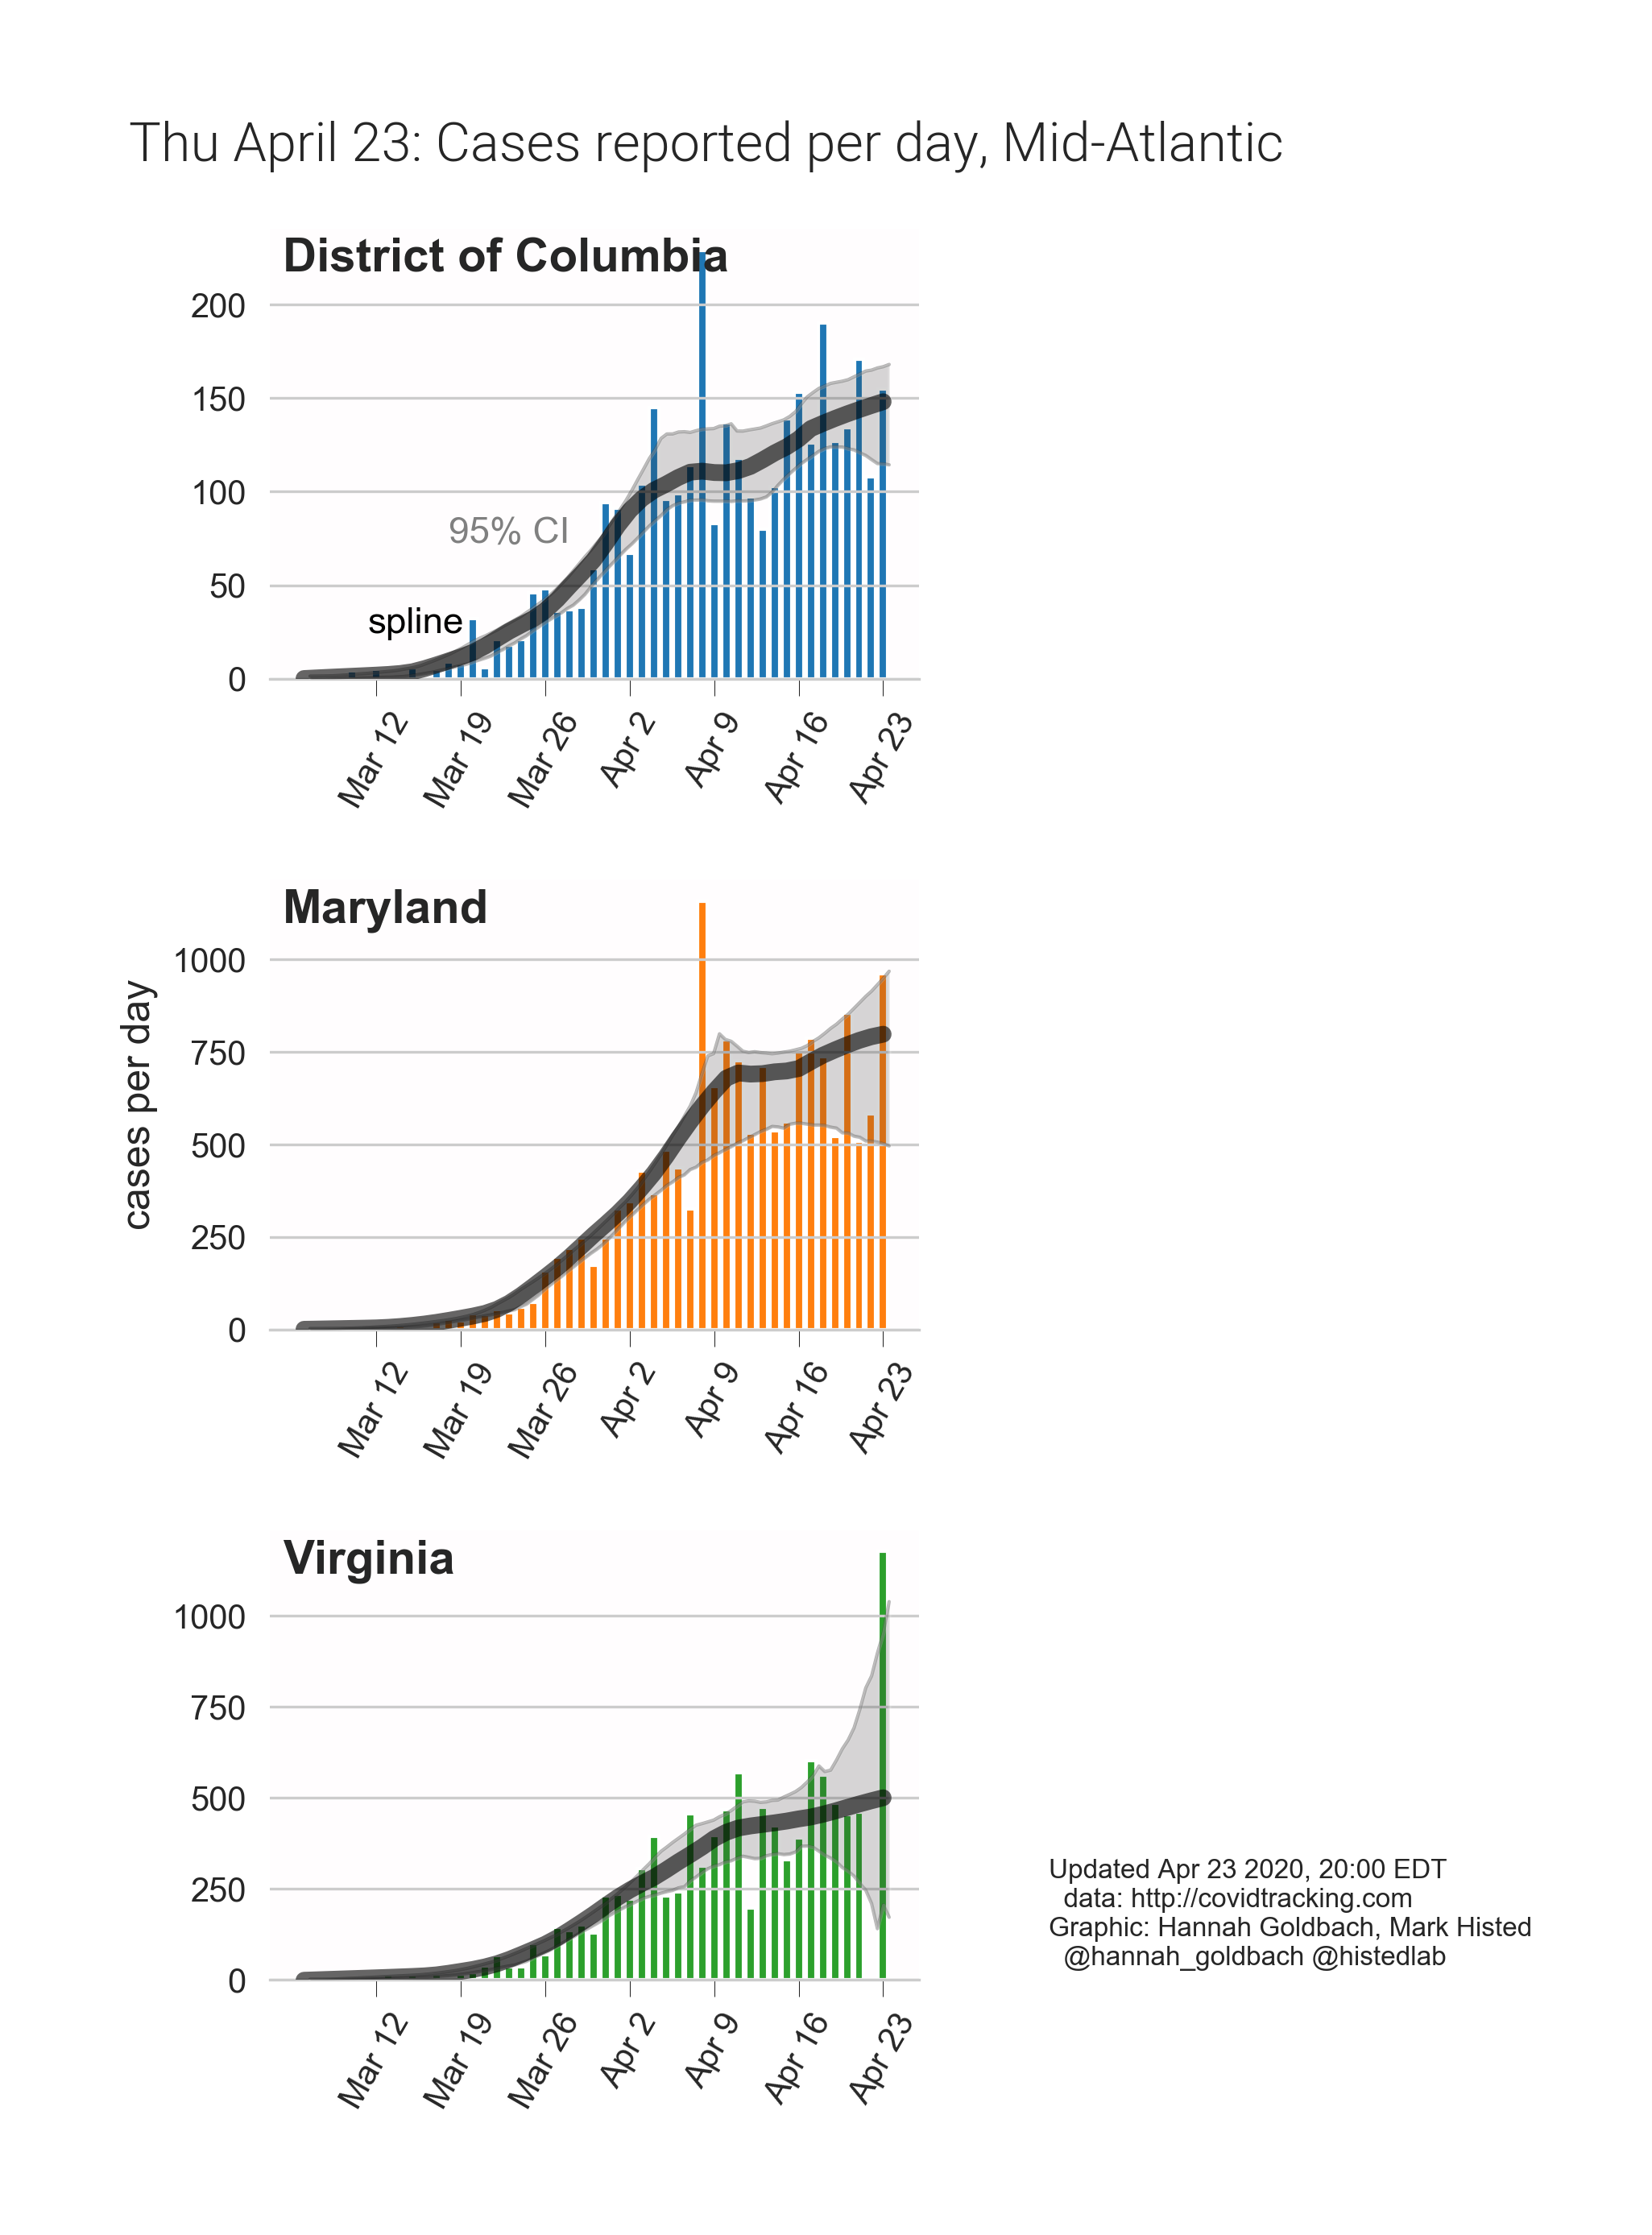 Thu April 23: Cases reported per day, Mid-Atlantic
District of Columbia
200
150
100
50
0
95% CI
spline
Mar 12
Mar 19
Mar 26
Apr 2
Apr 9
Apr 16
Apr 23
cases per day
Maryland
1000
750
500
250
0
Mar 12
Mar 19
Mar 26
Apr 2
Apr 9
Apr 16
Apr 23
Virginia
1000
750
500
250
0
Mar 12
Mar 19
Mar 26
Apr 2
Apr 9
Apr 16
Apr 23
Updated Apr 23 2020, 20:00 EDT
data: http://covidtracking.com
Graphic: Hannah Goldbach, Mark Histed
@hannah_goldbach @histedlab